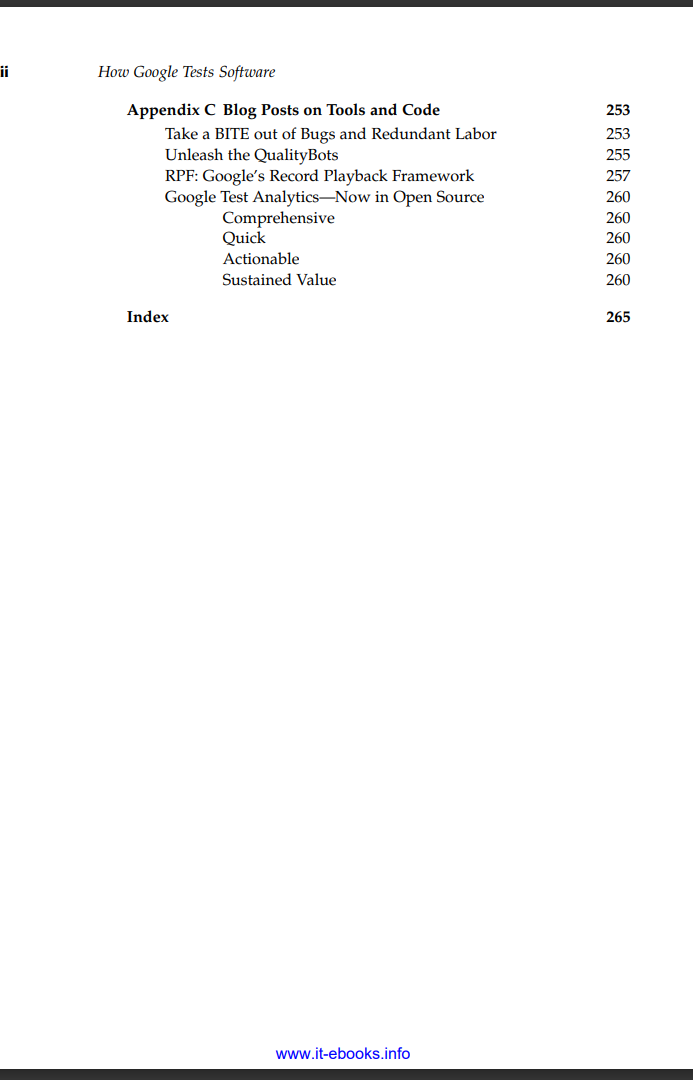 ii How Google Tests Software
Appendix C Blog Posts on Tools and Code 253
Take a BITE out of Bugs and Redundant Labor 253
Unleash the QualityBots 255
RPF: Google’s Record Playback Framework 257
Google Test Analytics—Now in Open Source 260
Comprehensive 260
Quick 260
Actionable 260
Sustained Value 260
Index 265
www.it-ebooks.info